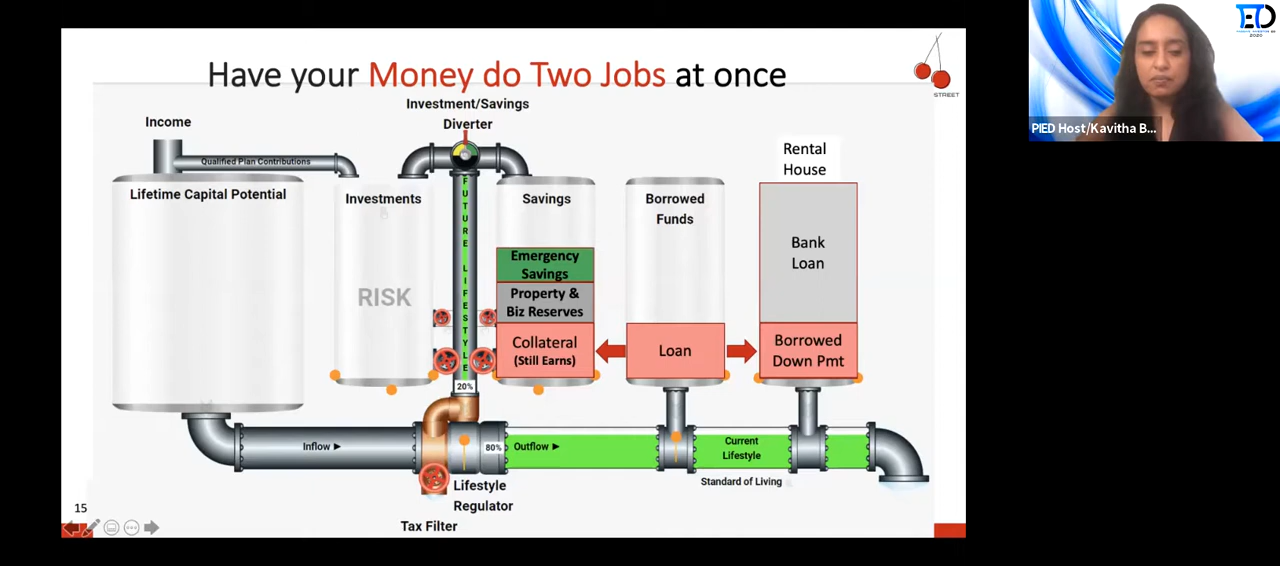 Have your Money do Two Jobs at once
STREET
Investment/Savings
Diverter
Income
Qualified Plan Contributions
Lifetime Capital Potential
Investments
RISK
FUTURE LIFESTYLE
20%
Savings
Emergency
Savings
Property &
Biz Reserves
Collateral
(Still Earns)
Borrowed
Funds
Loan
Rental
House
Bank
Loan
Borrowed
Down Pmt
Inflow ►
80%
Outflow ►
Current
Lifestyle
Standard of Living
Lifestyle
Regulator
Tax Filter
15
PIED Host/Kavitha B...
2020